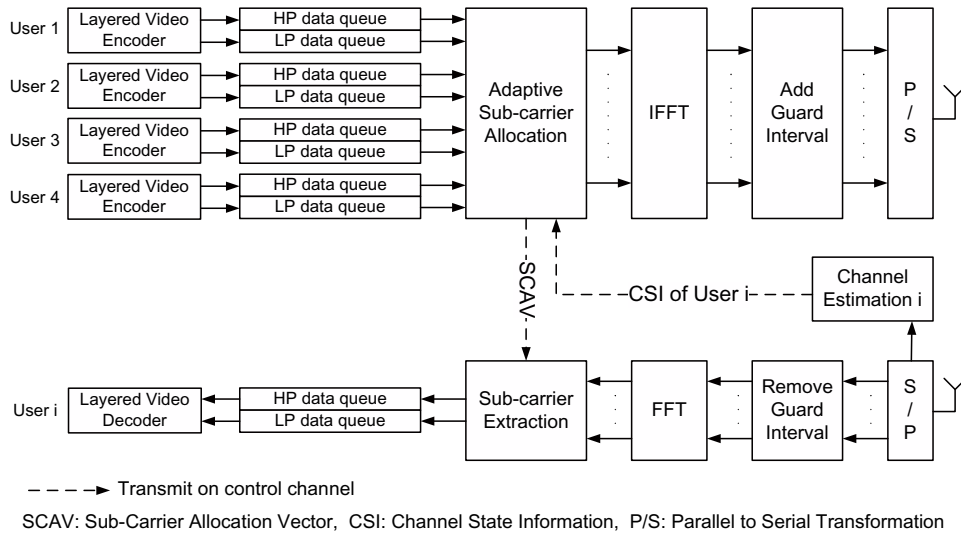 User 1
Layered Video
Encoder
HP data queue
LP data queue
User 2
Layered Video
Encoder
HP data queue
LP data queue
User 3
Layered Video
Encoder
HP data queue
LP data queue
User 4
Layered Video
Encoder
HP data queue
LP data queue
Adaptive
Sub-carrier
Allocation
IFFT
Add
Guard
Interval
P
/
S
SCAV
CSI of User i
Channel
Estimation i
User i
Layered Video
Decoder
HP data queue
LP data queue
Sub-carrier
Extraction
FFT
Remove
Guard
Interval
S
/
P
Transmit on control channel
SCAV: Sub-Carrier Allocation Vector, CSI: Channel State Information, P/S: Parallel to Serial Transformation